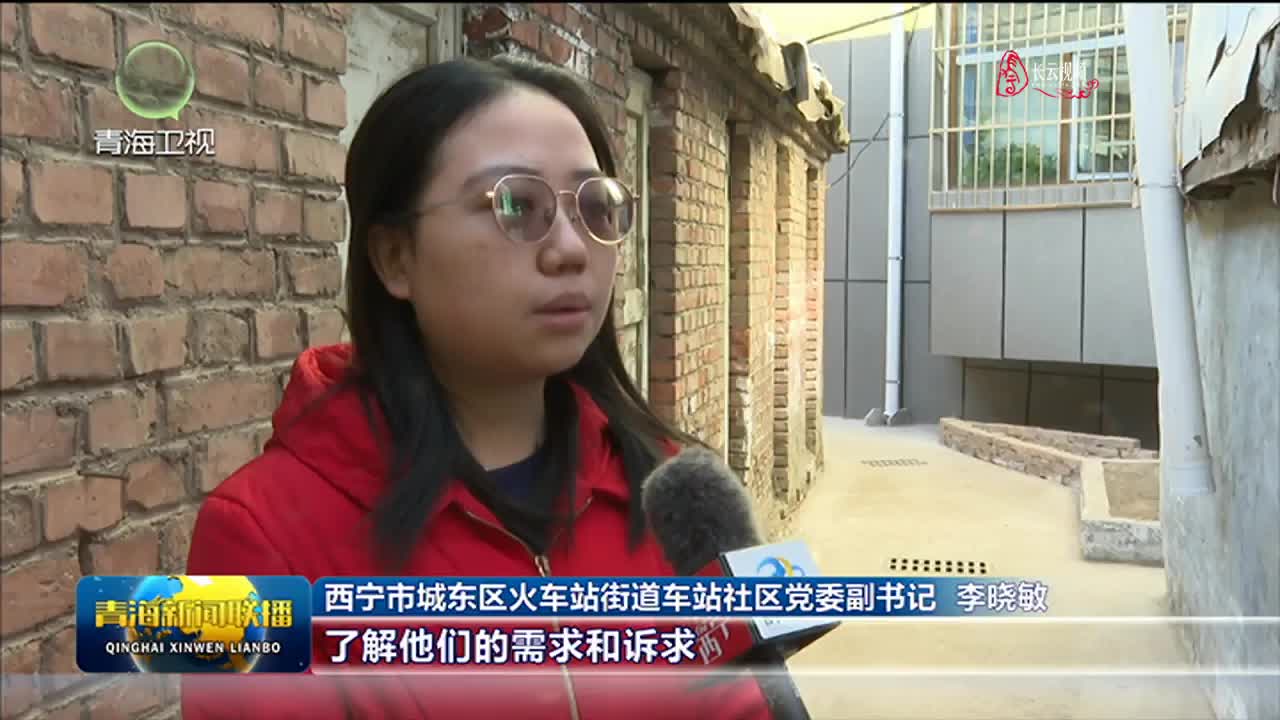 青海卫视
长云视频
西宁市城东区火车站街道车站社区党委副书记 李晓敏
青海新闻联播
QINGHAI XINWEN LIANBO
了解他们的需求和诉求